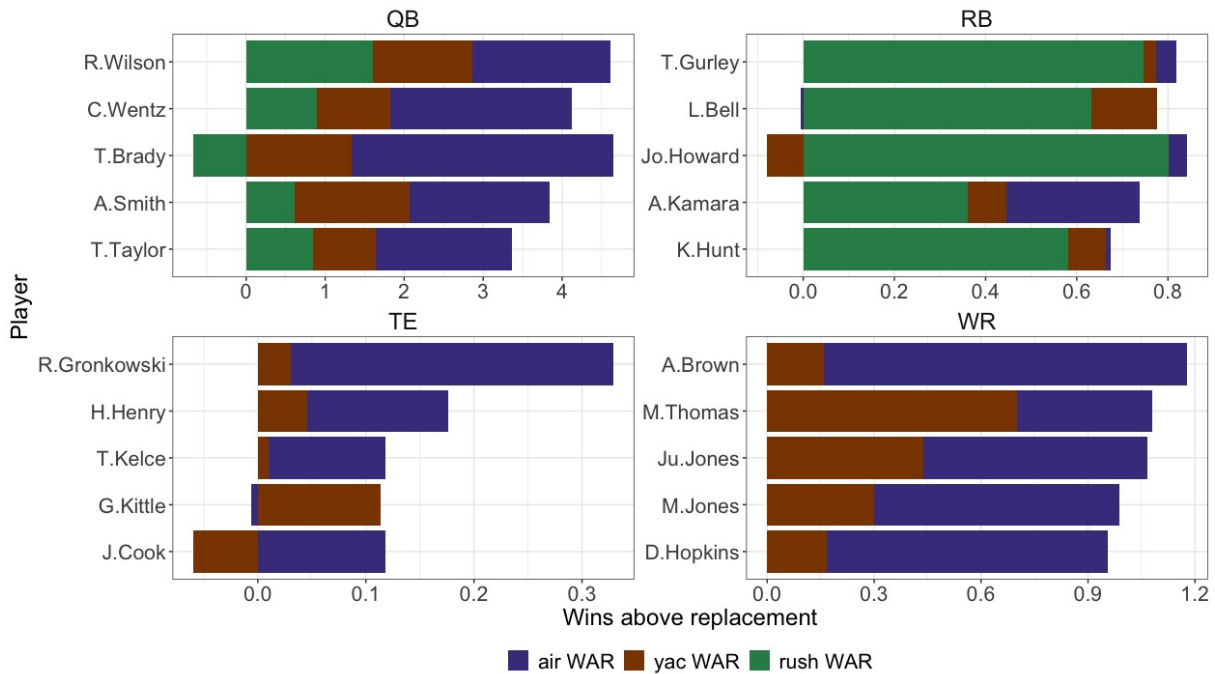 QB
R.Wilson
C.Wentz
T.Brady
A.Smith
T.Taylor
0 1 2 3 4
RB
T.Gurley
L.Bell
Jo.Howard
A.Kamara
K.Hunt
0.0 0.2 0.4 0.6 0.8
Player
TE
R.Gronkowski
H.Henry
T.Kelce
G.Kittle
J.Cook
0.0 0.1 0.2 0.3
WR
A.Brown
M.Thomas
Ju.Jones
M.Jones
D.Hopkins
0.0 0.3 0.6 0.9 1.2
Wins above replacement
air WAR yac WAR rush WAR